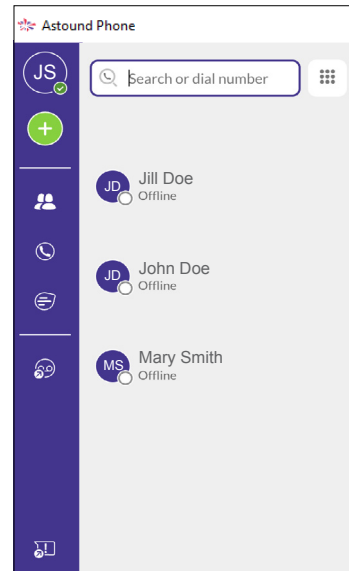 Astound Phone
JS
Search or dial number
JD
Jill Doe
Offline
JD
John Doe
Offline
MS
Mary Smith
Offline